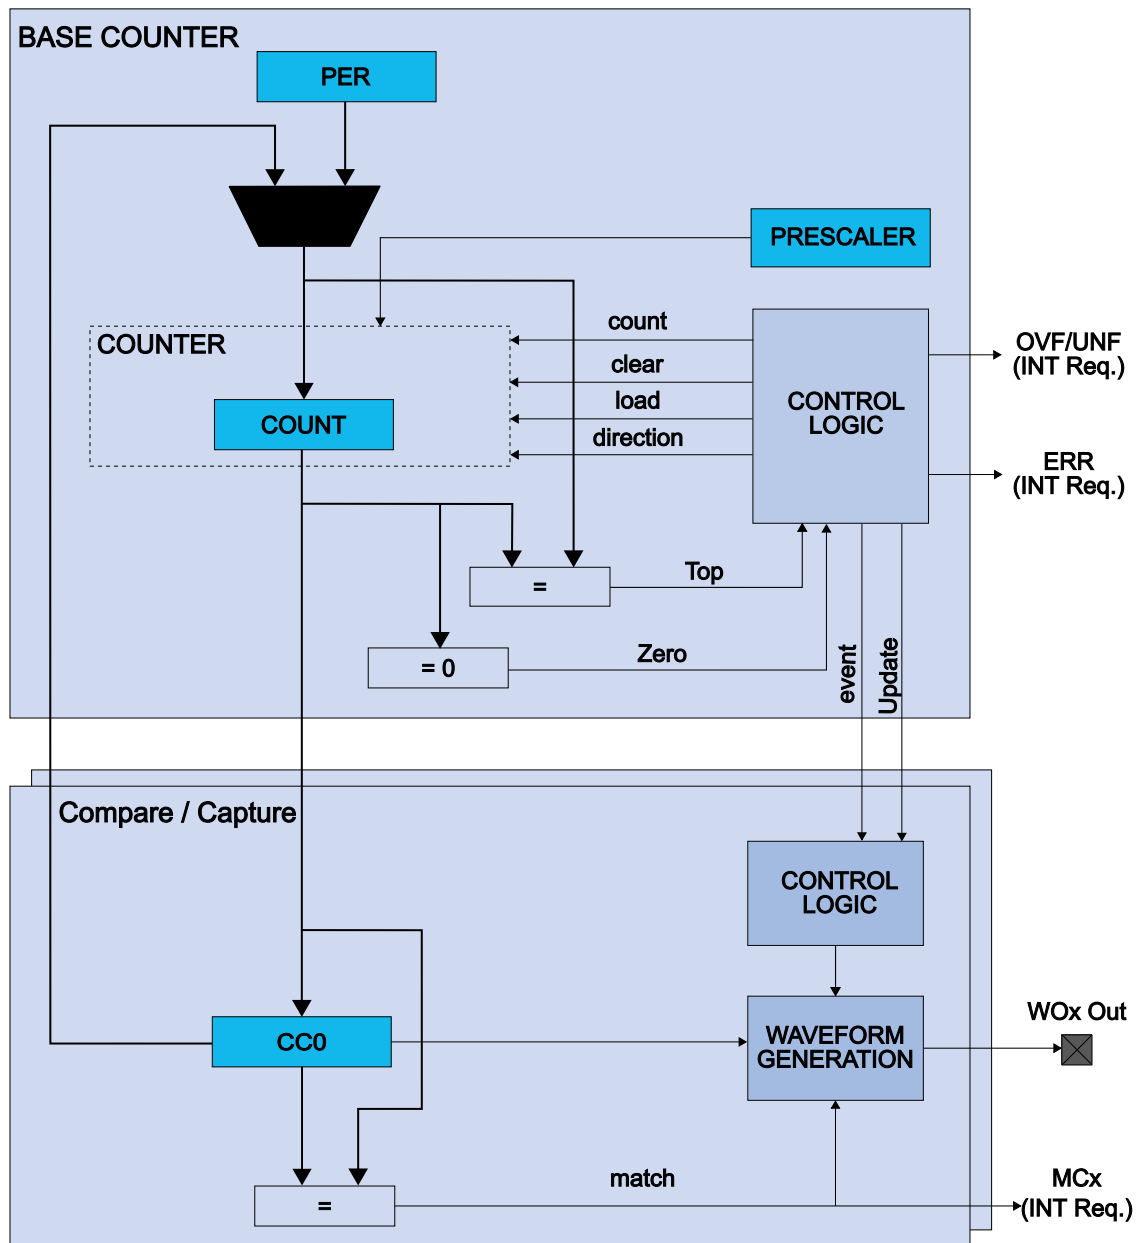 BASE COUNTER
PER
PRESCALER
COUNTER
count
clear
load
direction
COUNT
CONTROL
LOGIC
OVF/UNF
(INT Req.)
ERR
(INT Req.)
=
Top
= 0
Zero
event
Update
Compare / Capture
CONTROL
LOGIC
CC0
WAVEFORM
GENERATION
WOx Out
=
match
MCx
(INT Req.)